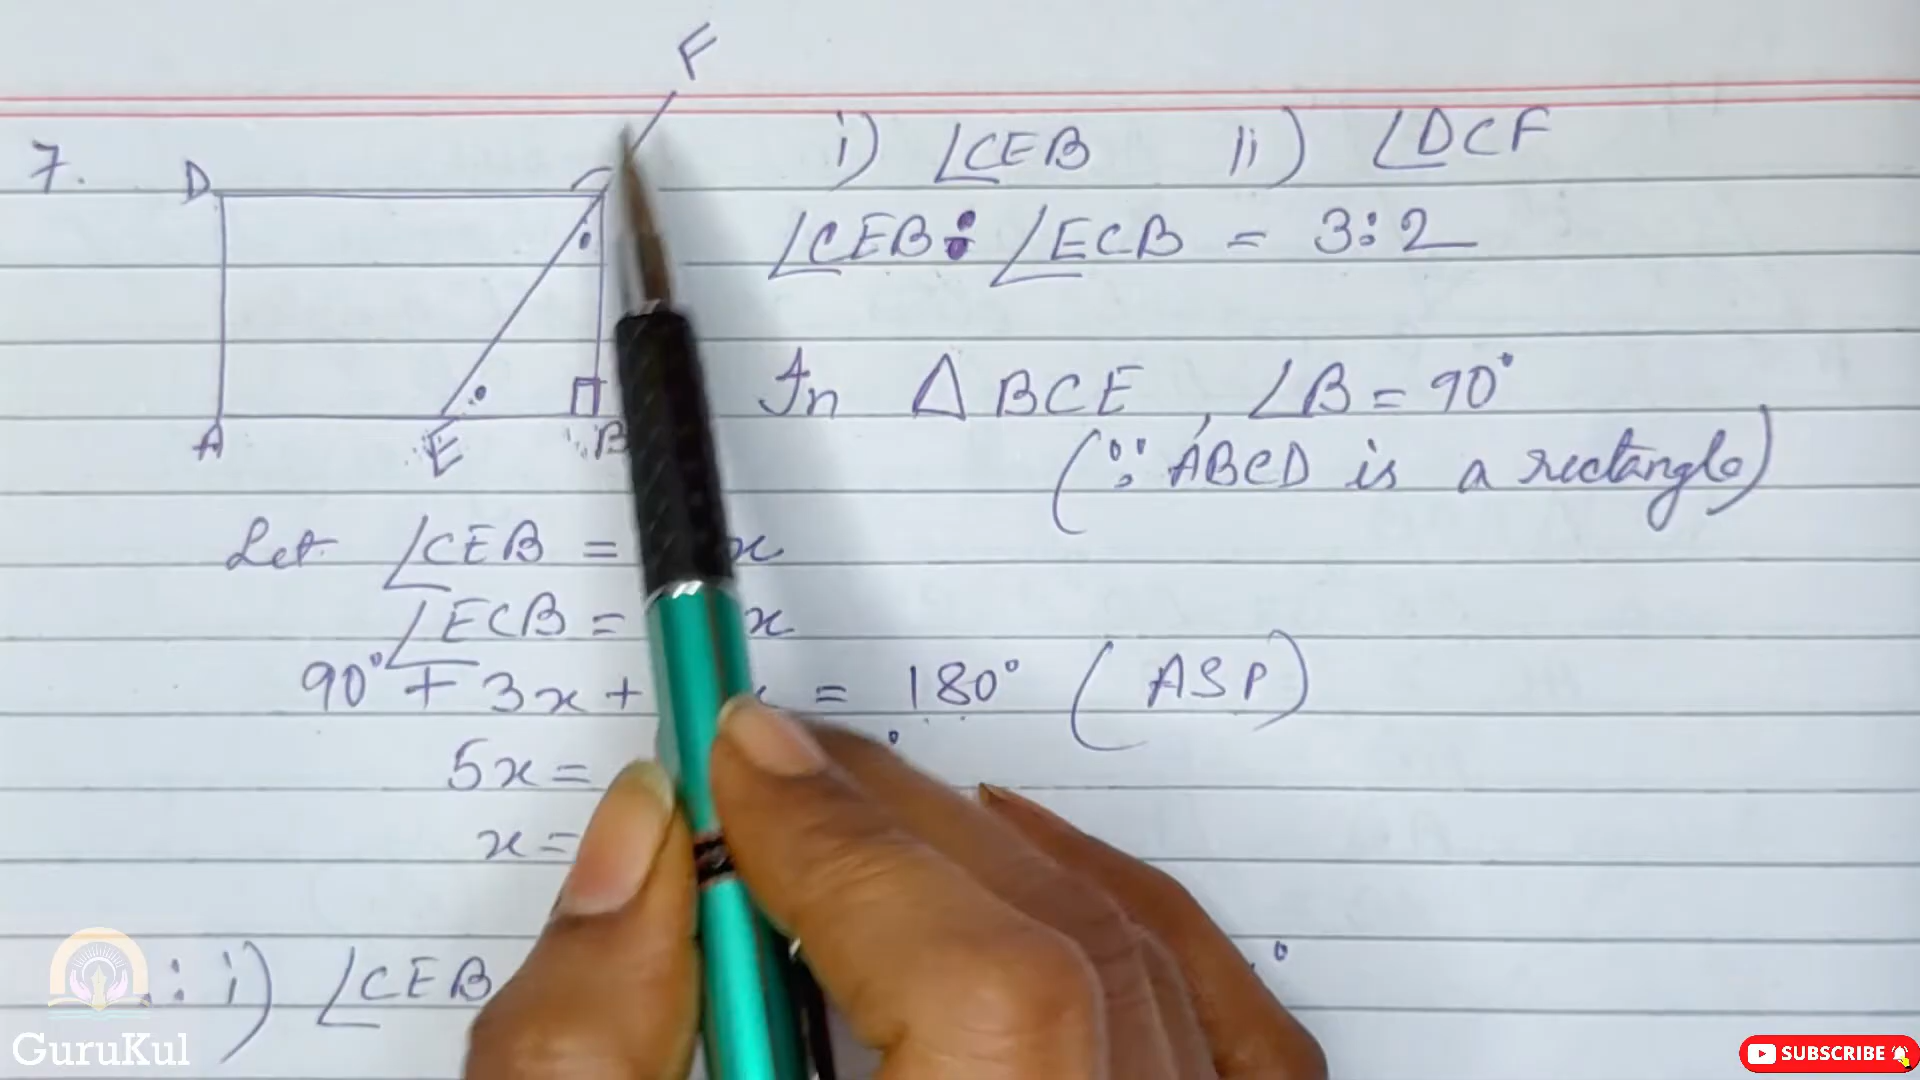 F
7. D i) ∠CEB ii) ∠DCF
∠CEB : ∠ECB = 3:2
A E B
In △BCE, ∠B = 90°
(∵ ABCD is a rectangle)
Let ∠CEB = x
∠ECB = x
90° + 3x + = 180° (ASP)
5x =
x =
∴ i) ∠CEB
GuruKul
SUBSCRIBE